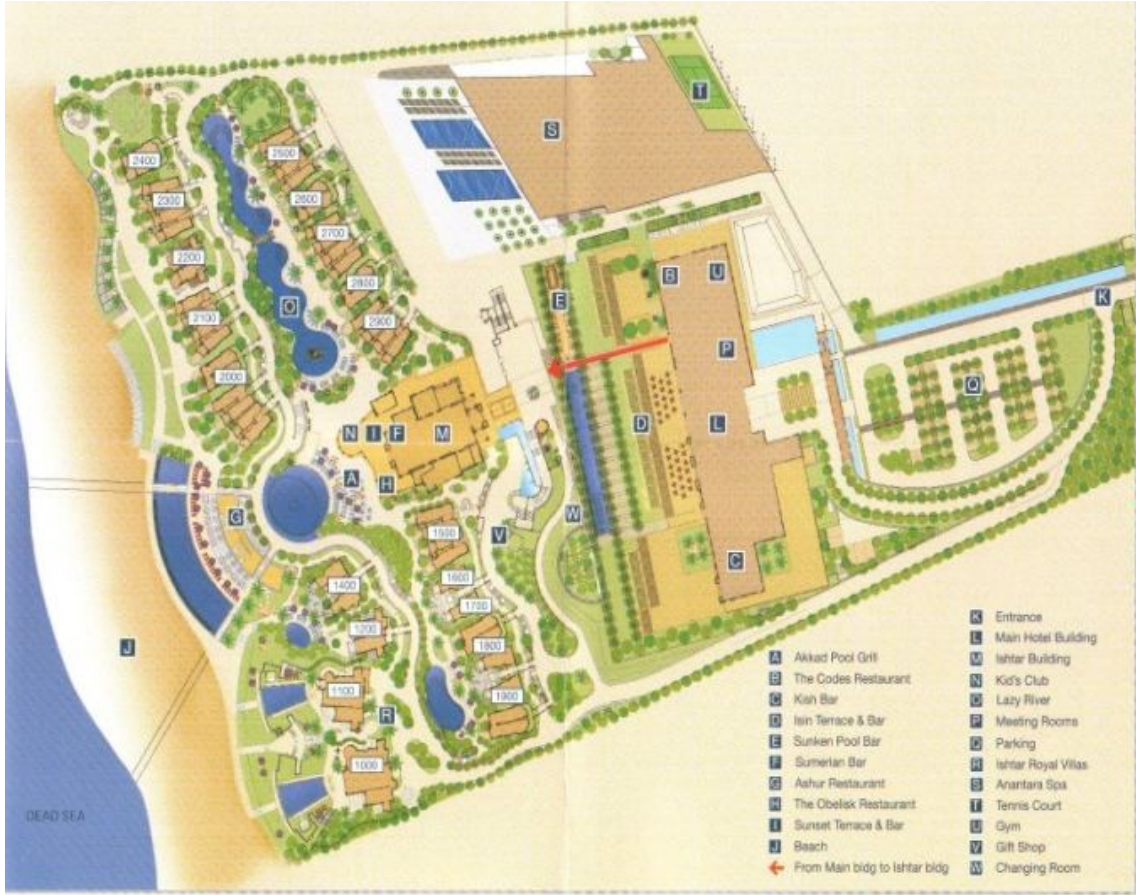 T
S
2400
2500
2300
2600
2700
2200
B
U
2800
E
K
O
2100
2900
P
2000
Q
D
L
N
I
F
M
A
H
G
W
1500
V
C
1600
1400
1700
1200
1800
J
1100
1900
R
1000
DEAD SEA
A Akkad Pool Grill
B The Codes Restaurant
C Kish Bar
D Isin Terrace & Bar
E Sunken Pool Bar
F Sumerian Bar
G Ashur Restaurant
H The Obelisk Restaurant
I Sunset Terrace & Bar
J Beach
From Main bldg to Ishtar bldg
K Entrance
L Main Hotel Building
M Ishtar Building
N Kid's Club
O Lazy River
P Meeting Rooms
Q Parking
R Ishtar Royal Villas
S Anantara Spa
T Tennis Court
U Gym
V Gift Shop
W Changing Room